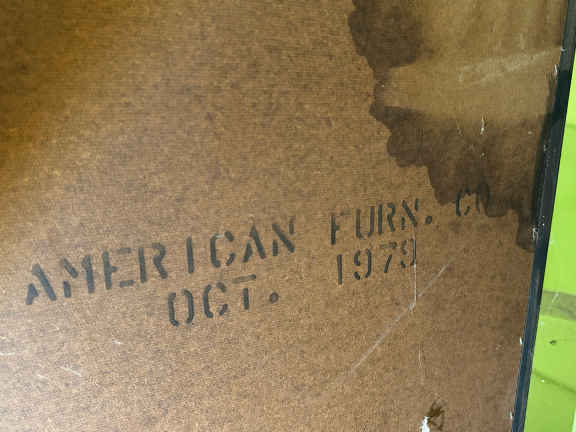 AMERICAN FURN. CO
OCT. 1979